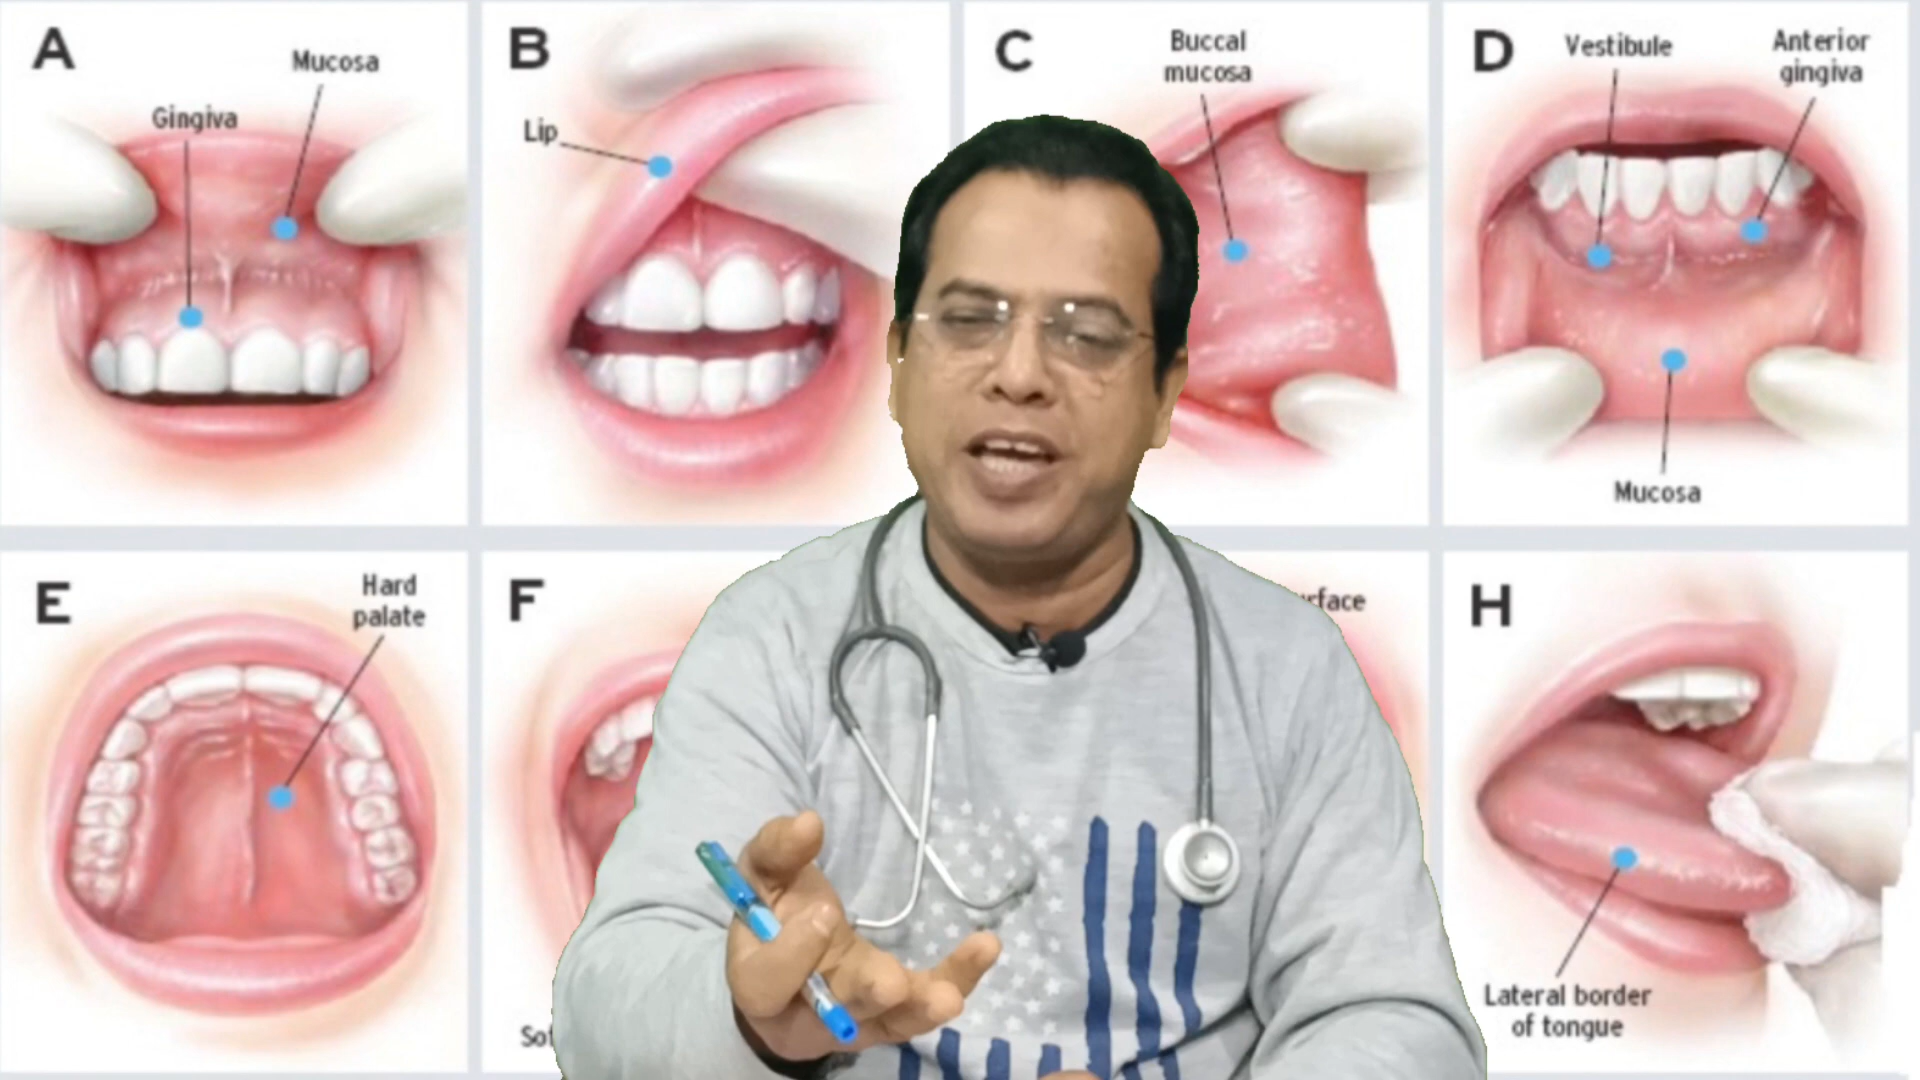 A
Mucosa
Gingiva
B
Lip
C
Buccal
mucosa
D
Vestibule
Anterior
gingiva
Mucosa
E
Hard
palate
F
H
Lateral border
of tongue